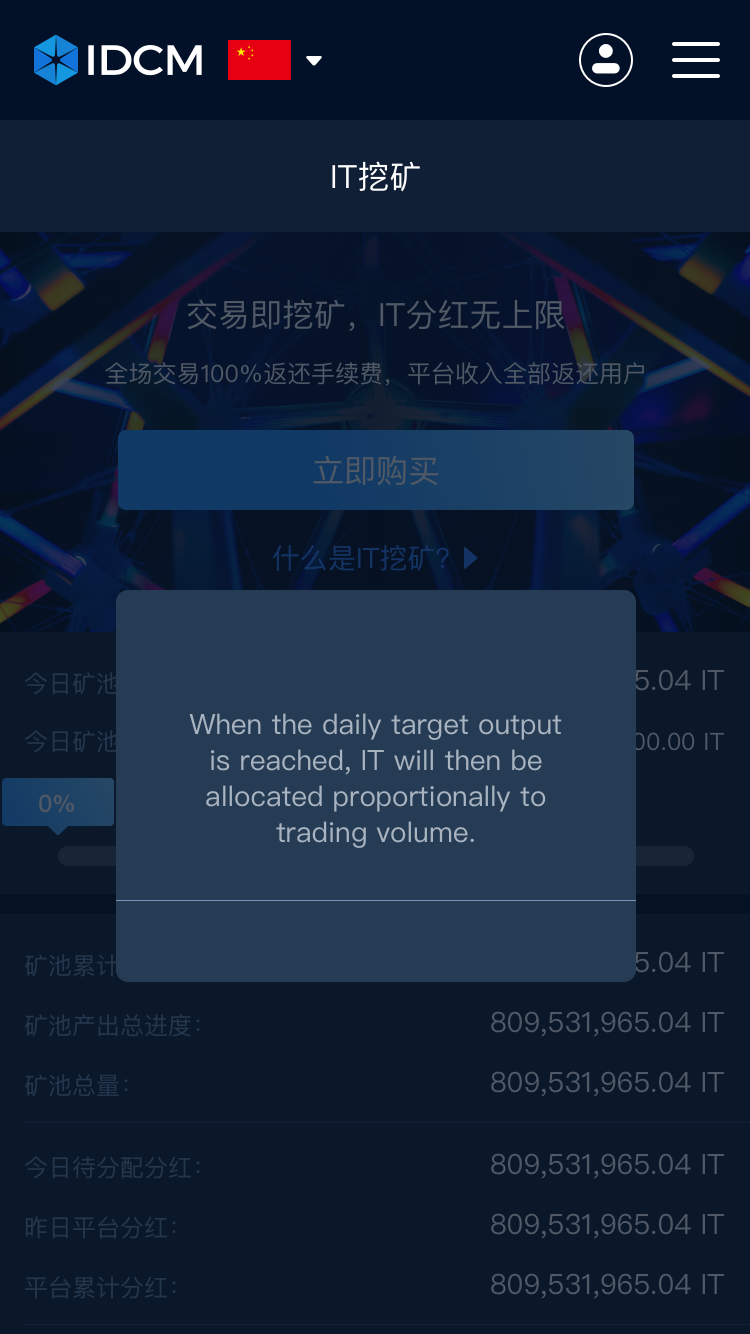 IDCM
IT挖矿
交易即挖矿，IT分红无上限
全场交易100%返还手续费，平台收入全部返还用户
立即购买
什么是IT挖矿?
今日矿池
5.04 IT
今日矿池
00.00 IT
0%
When the daily target output
is reached, IT will then be
allocated proportionally to
trading volume.
矿池累计
5.04 IT
矿池产出总进度: 809,531,965.04 IT
矿池总量: 809,531,965.04 IT
今日待分配分红: 809,531,965.04 IT
昨日平台分红: 809,531,965.04 IT
平台累计分红: 809,531,965.04 IT